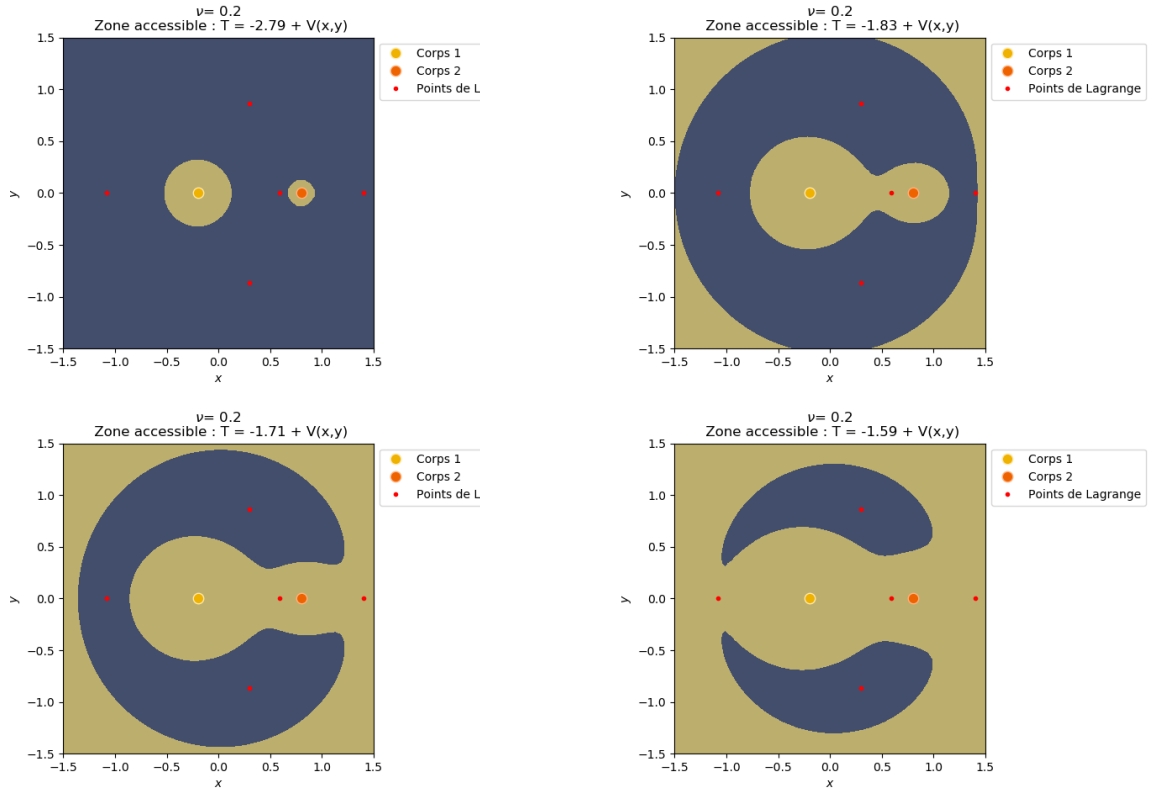 ν= 0.2
Zone accessible : T = -2.79 + V(x,y)
1.5
1.0
0.5
0.0
−0.5
−1.0
−1.5
−1.5 −1.0 −0.5 0.0 0.5 1.0 1.5
x
y
Corps 1
Corps 2
Points de L
ν= 0.2
Zone accessible : T = -1.83 + V(x,y)
1.5
1.0
0.5
0.0
−0.5
−1.0
−1.5
−1.5 −1.0 −0.5 0.0 0.5 1.0 1.5
x
y
Corps 1
Corps 2
Points de Lagrange
ν= 0.2
Zone accessible : T = -1.71 + V(x,y)
1.5
1.0
0.5
0.0
−0.5
−1.0
−1.5
−1.5 −1.0 −0.5 0.0 0.5 1.0 1.5
x
y
Corps 1
Corps 2
Points de L
ν= 0.2
Zone accessible : T = -1.59 + V(x,y)
1.5
1.0
0.5
0.0
−0.5
−1.0
−1.5
−1.5 −1.0 −0.5 0.0 0.5 1.0 1.5
x
y
Corps 1
Corps 2
Points de Lagrange